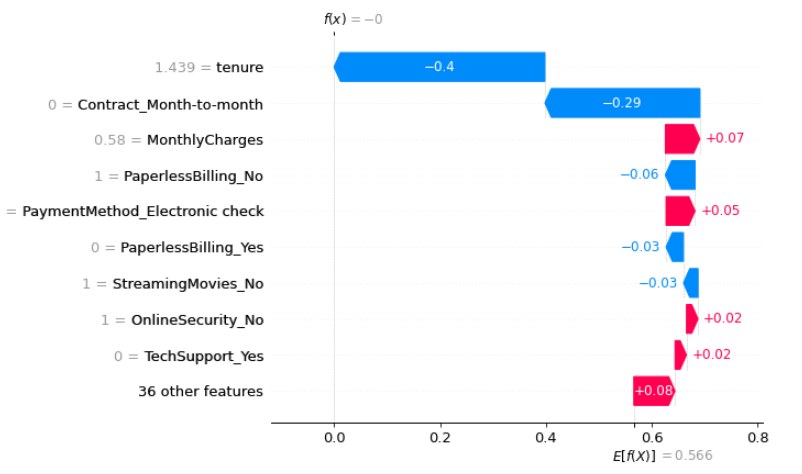 f(x) = −0
1.439 = tenure −0.4
0 = Contract_Month-to-month −0.29
0.58 = MonthlyCharges +0.07
1 = PaperlessBilling_No −0.06
= PaymentMethod_Electronic check +0.05
0 = PaperlessBilling_Yes −0.03
1 = StreamingMovies_No −0.03
1 = OnlineSecurity_No +0.02
0 = TechSupport_Yes +0.02
36 other features +0.08
0.0 0.2 0.4 0.6 0.8
E[f(X)] = 0.566